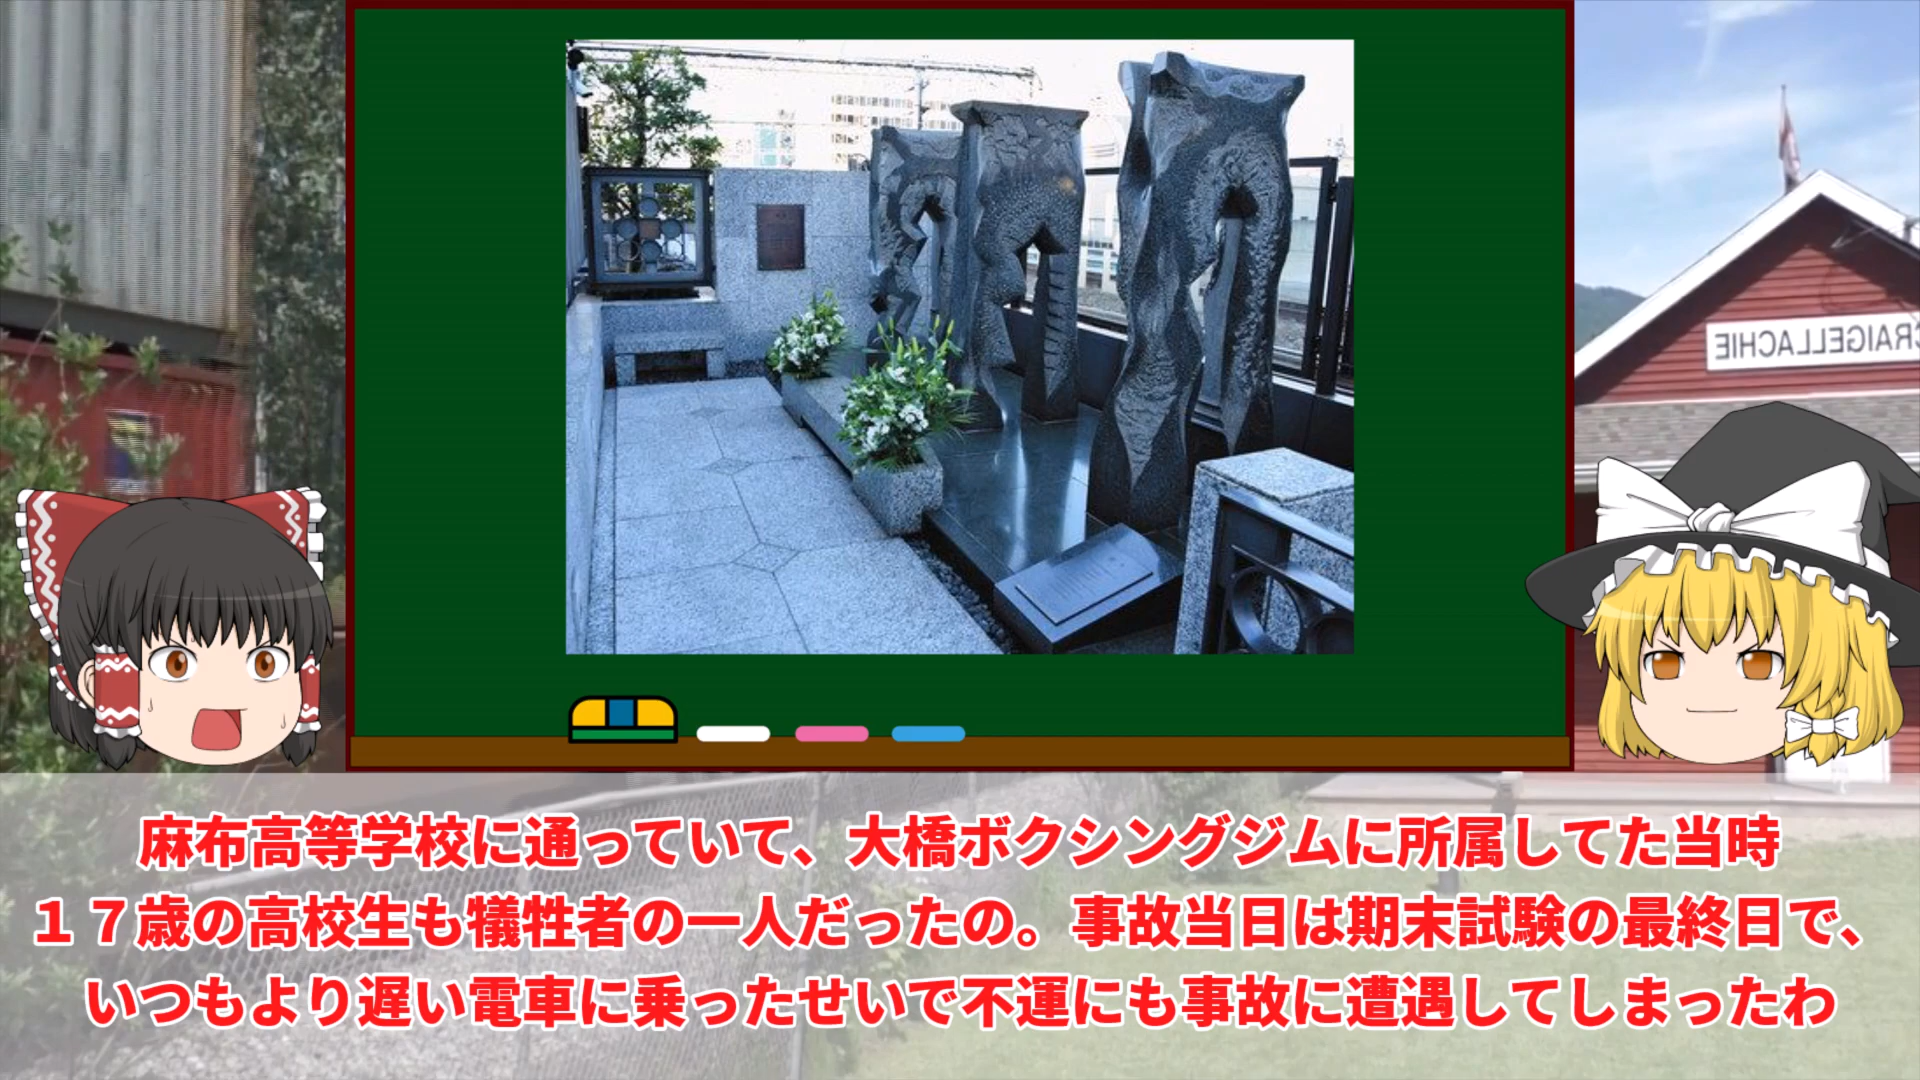 CRAIGELLACHIE
麻布高等学校に通っていて、大橋ボクシングジムに所属してた当時
１７歳の高校生も犠牲者の一人だったの。事故当日は期末試験の最終日で、
いつもより遅い電車に乗ったせいで不運にも事故に遭遇してしまったわ